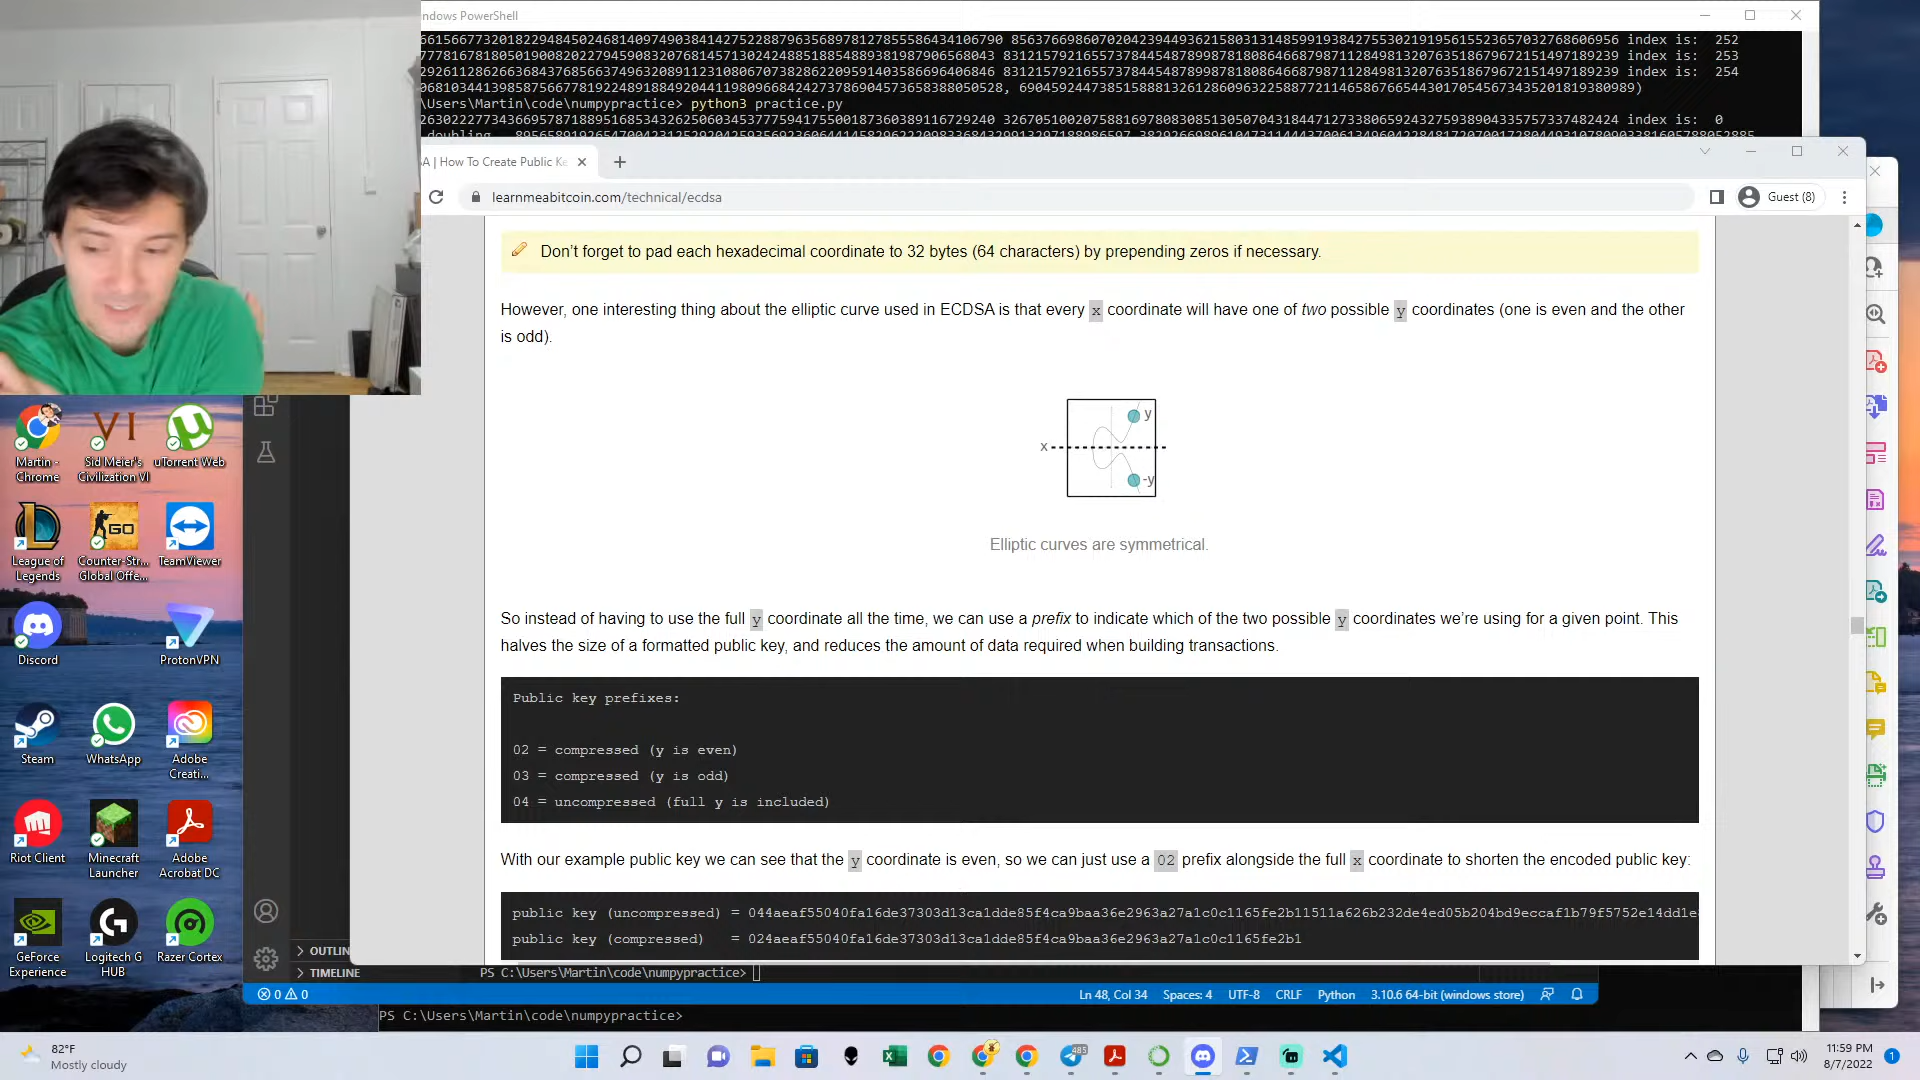 ndows PowerShell
6615667732018229484502468140974903841427522887963568978127855586434106790 85637669860702042394493621580313148599193842755302191956155236570327686069​56 index is:  252
index is:  253
index is:  254
\Users\Martin\code\numpypractice> python3 practice.py
index is:  0
A | How To Create Public Ke
learnmeabitcoin.com/technical/ecdsa
Guest (8)
Don't forget to pad each hexadecimal coordinate to 32 bytes (64 characters) by prepending zeros if necessary.
However, one interesting thing about the elliptic curve used in ECDSA is that every x coordinate will have one of two possible y coordinates (one is even and the other
is odd).
y
x
-y
Elliptic curves are symmetrical.
So instead of having to use the full y coordinate all the time, we can use a prefix to indicate which of the two possible y coordinates we're using for a given point. This
halves the size of a formatted public key, and reduces the amount of data required when building transactions.
Public key prefixes:
02 = compressed (y is even)
03 = compressed (y is odd)
04 = uncompressed (full y is included)
With our example public key we can see that the y coordinate is even, so we can just use a 02 prefix alongside the full x coordinate to shorten the encoded public key:
public key (uncompressed) = 044aeaf55040fa16de37303d13ca1dde85f4ca9baa36e2963a27a1c0c1165fe2b11511a626b232de4ed05b204bd9eccaf1b79f5752e14dd1e
public key (compressed)   = 024aeaf55040fa16de37303d13ca1dde85f4ca9baa36e2963a27a1c0c1165fe2b1
Martin -
Chrome
Sid Meier's
Civilization VI
uTorrent Web
League of
Legends
Counter-Str...
Global Offe...
TeamViewer
Discord
ProtonVPN
Steam
WhatsApp
Adobe
Creati...
Riot Client
Minecraft
Launcher
Adobe
Acrobat DC
GeForce
Experience
Logitech G
HUB
Razer Cortex
OUTLIN
TIMELINE
PS C:\Users\Martin\code\numpypractice>
0 0
Ln 48, Col 34
Spaces: 4
UTF-8
CRLF
Python
3.10.6 64-bit (windows store)
PS C:\Users\Martin\code\numpypractice>
82°F
Mostly cloudy
485
11:59 PM
8/7/2022
1